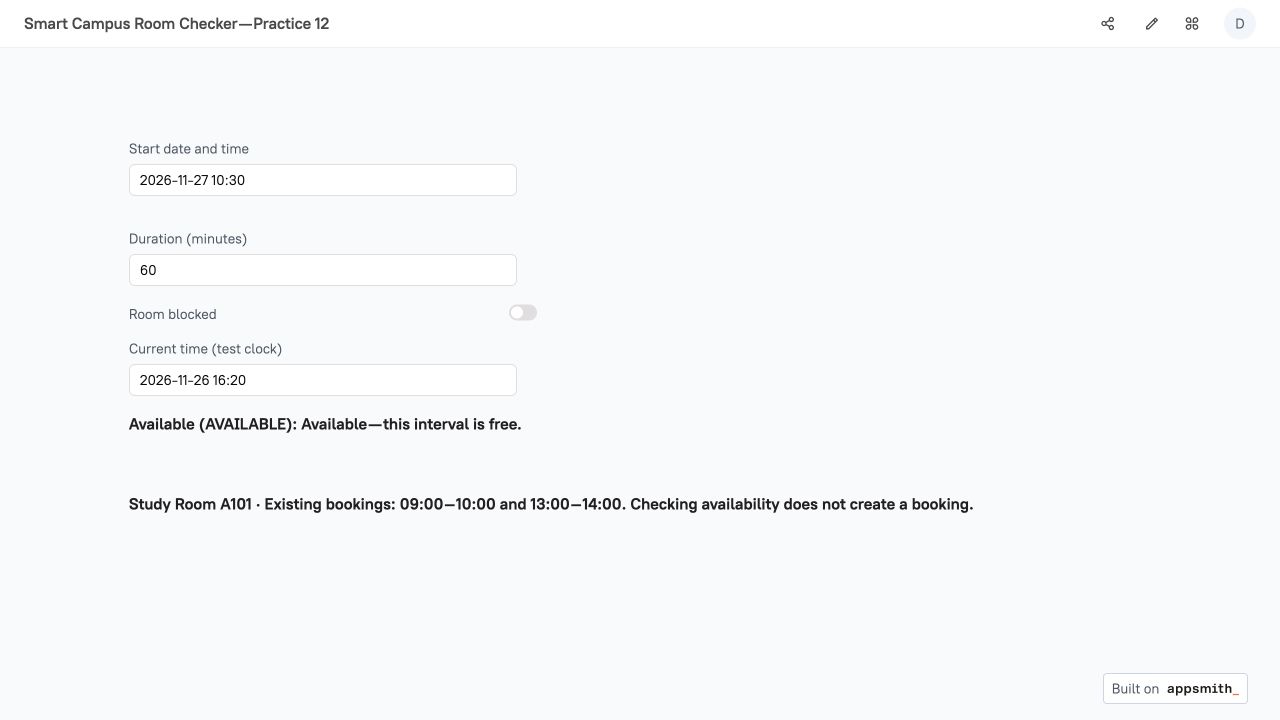 Smart Campus Room Checker—Practice 12
D
Start date and time
2026-11-27 10:30
Duration (minutes)
60
Room blocked
Current time (test clock)
2026-11-26 16:20
Available (AVAILABLE): Available—this interval is free.
Study Room A101 · Existing bookings: 09:00–10:00 and 13:00–14:00. Checking availability does not create a booking.
Built on appsmith_